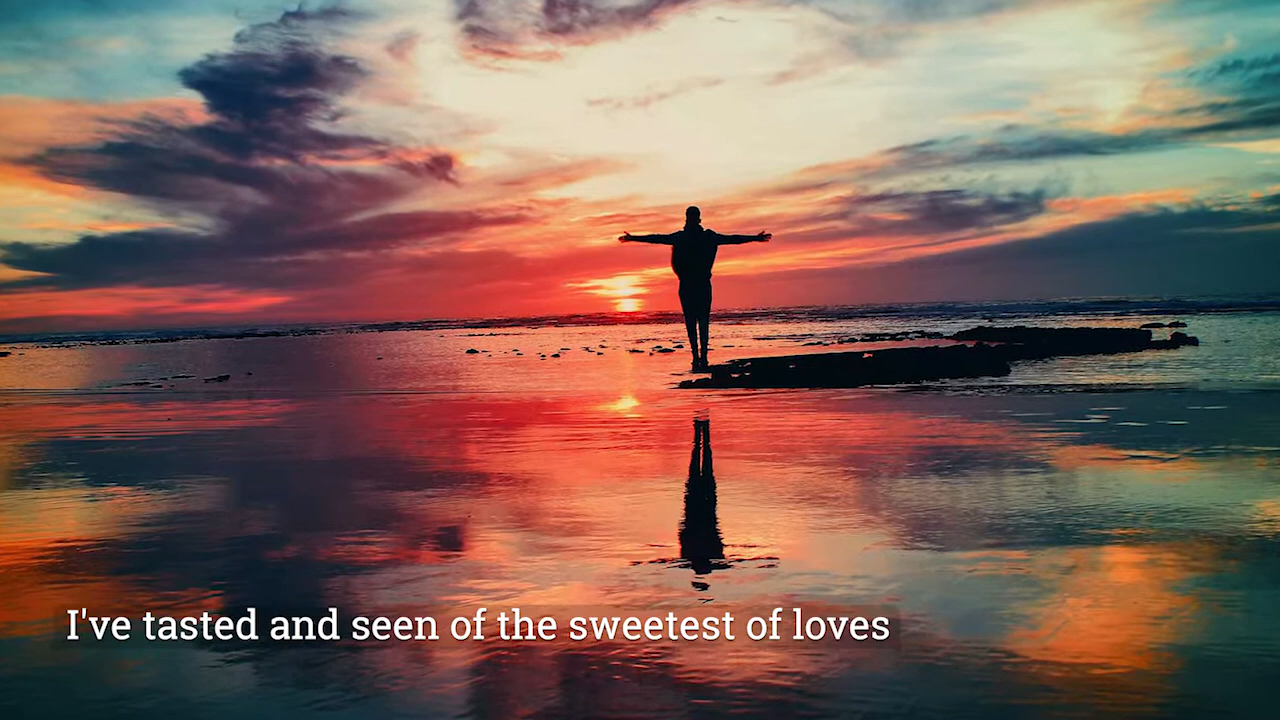 I've tasted and seen of the sweetest of loves